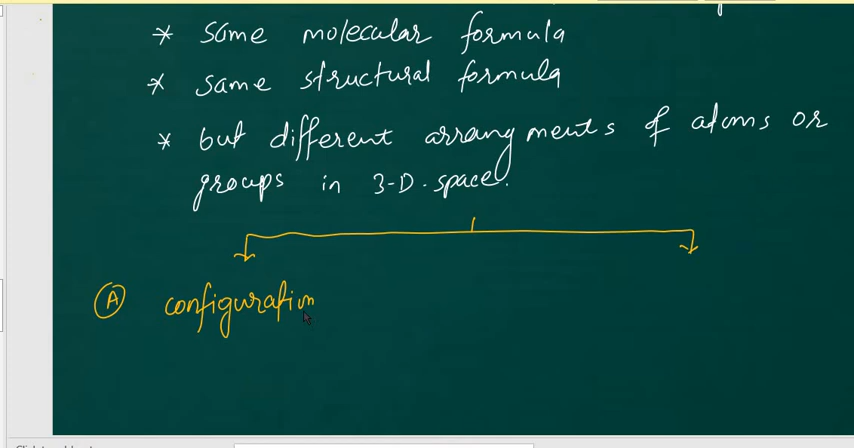 * same molecular formula
* same structural formula
* but different arrangments of atoms or
groups in 3-D. space.
A configuration